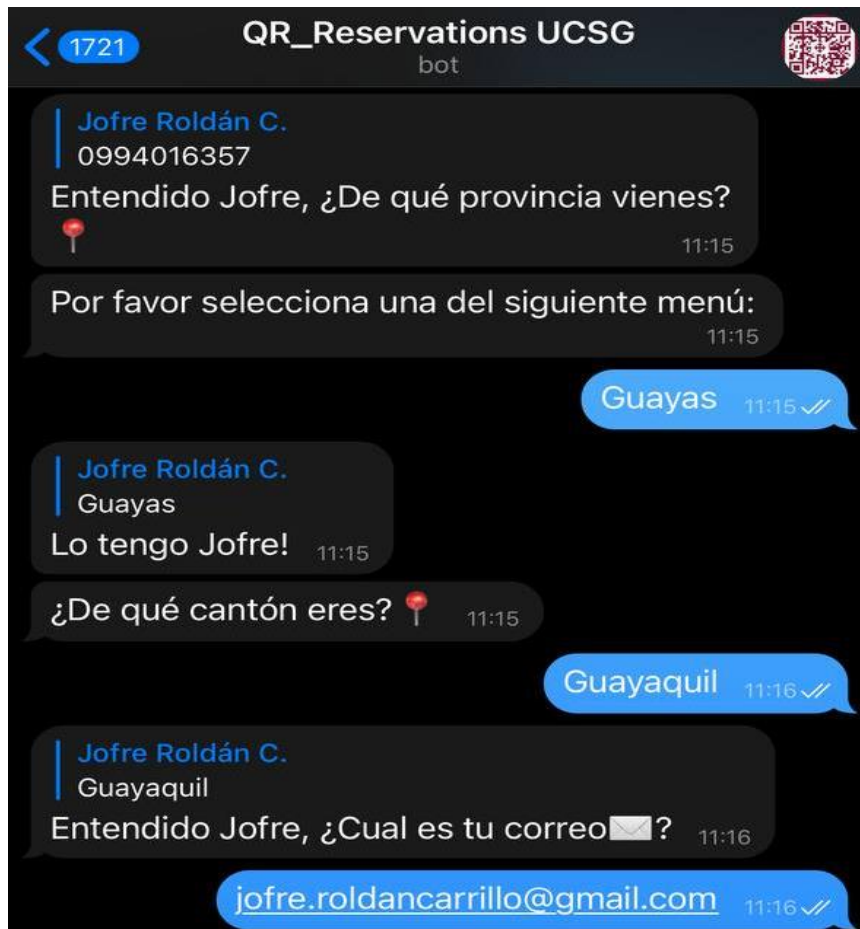 1721
QR_Reservations UCSG
bot
Jofre Roldán C.
0994016357
Entendido Jofre, ¿De qué provincia vienes?
📍
11:15
Por favor selecciona una del siguiente menú:
11:15
Guayas 11:15
Jofre Roldán C.
Guayas
Lo tengo Jofre! 11:15
¿De qué cantón eres?📍 11:15
Guayaquil 11:16
Jofre Roldán C.
Guayaquil
Entendido Jofre, ¿Cual es tu correo✉️? 11:16
jofre.roldancarrillo@gmail.com 11:16